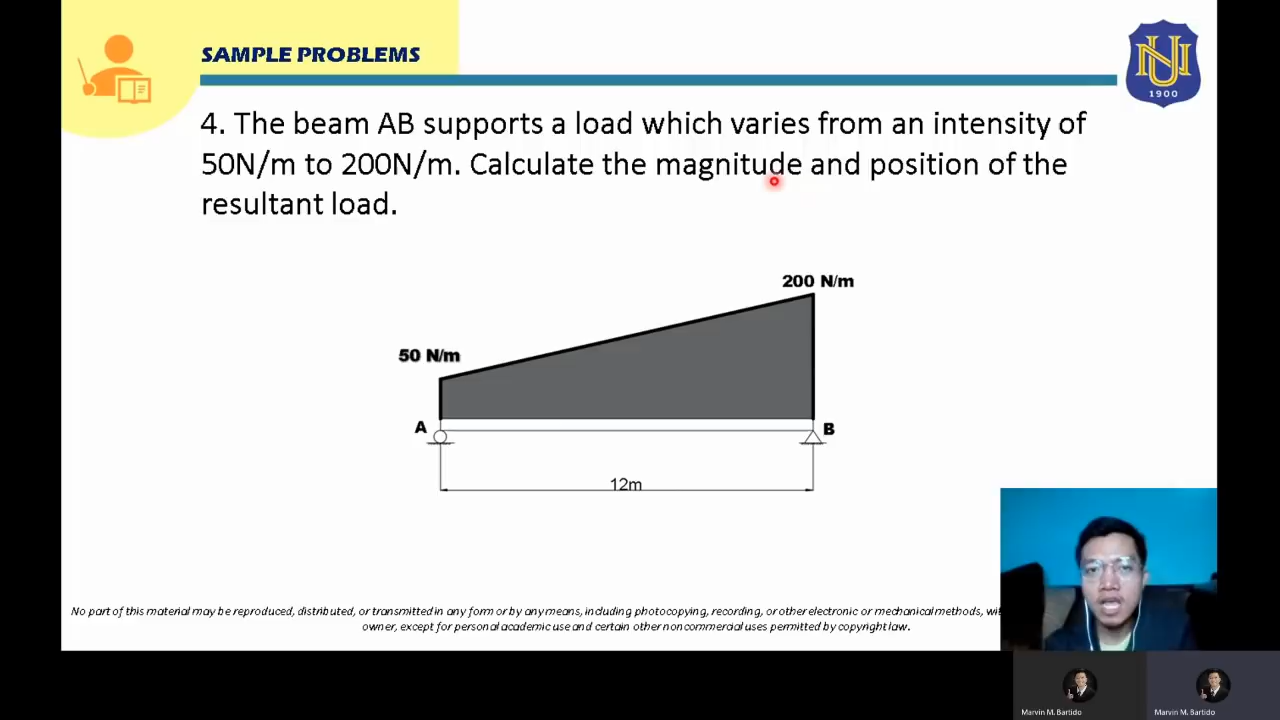 SAMPLE PROBLEMS
NU
1900
4. The beam AB supports a load which varies from an intensity of
50N/m to 200N/m. Calculate the magnitude and position of the
resultant load.
200 N/m
50 N/m
A
B
12m
No part of this material may be reproduced, distributed, or transmitted in any form or by any means, including photocopying, recording, or other electronic or mechanical methods,
owner, except for personal academic use and certain other noncommercial uses permitted by copyright law.
Marvin M. Bartido
Marvin M. Bartido